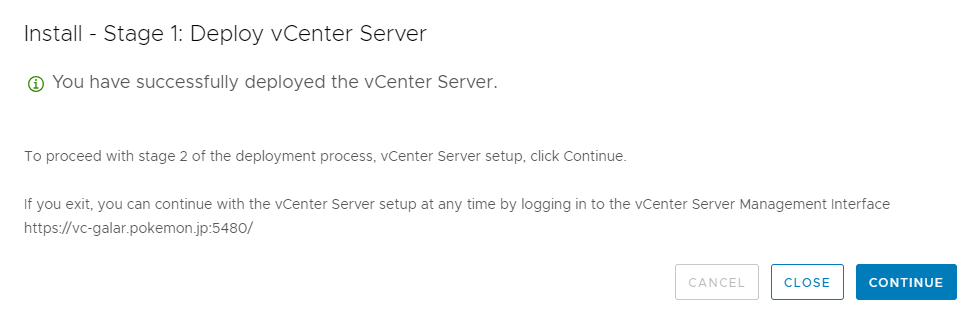 Install - Stage 1: Deploy vCenter Server
You have successfully deployed the vCenter Server.
To proceed with stage 2 of the deployment process, vCenter Server setup, click Continue.
If you exit, you can continue with the vCenter Server setup at any time by logging in to the vCenter Server Management Interface
https://vc-galar.pokemon.jp:5480/
CANCEL CLOSE CONTINUE